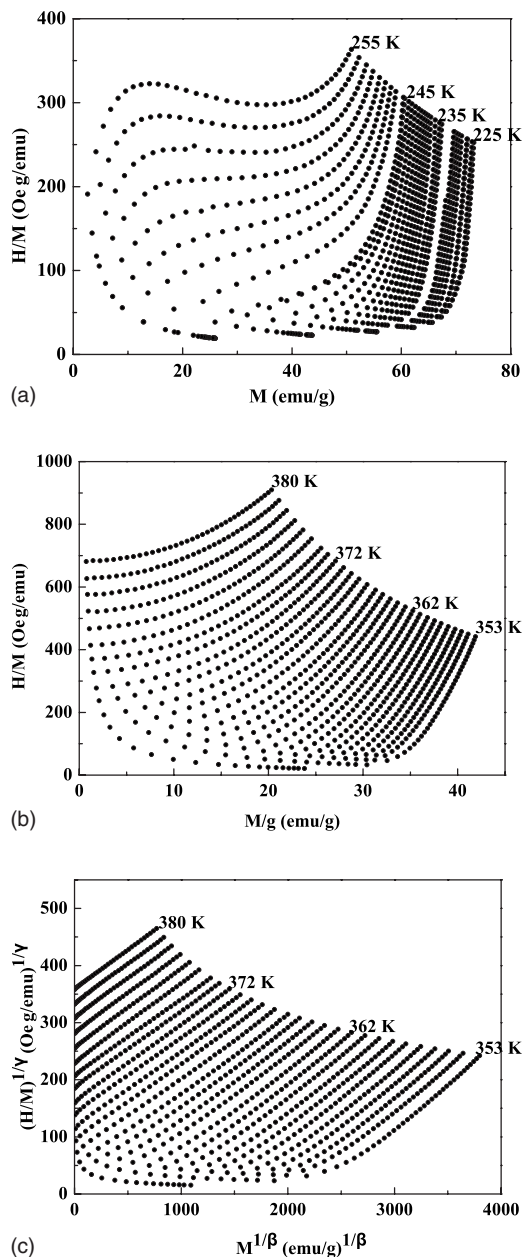 400
300
200
100
0
H/M (Oe g/emu)
255 K
245 K
235 K
225 K
0 20 40 60 80
M (emu/g)
(a)
1000
800
600
400
200
0
H/M (Oe g/emu)
380 K
372 K
362 K
353 K
0 10 20 30 40
M/g (emu/g)
(b)
500
400
300
200
100
0
(H/M)^1/γ (Oe g/emu)^1/γ
380 K
372 K
362 K
353 K
0 1000 2000 3000 4000
M^1/β (emu/g)^1/β
(c)